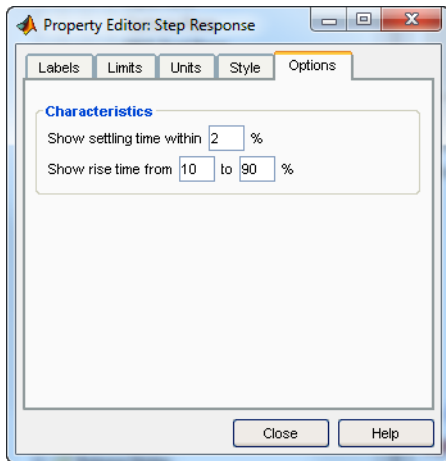 Property Editor: Step Response
Labels Limits Units Style Options
Characteristics
Show settling time within 2 %
Show rise time from 10 to 90 %
Close Help